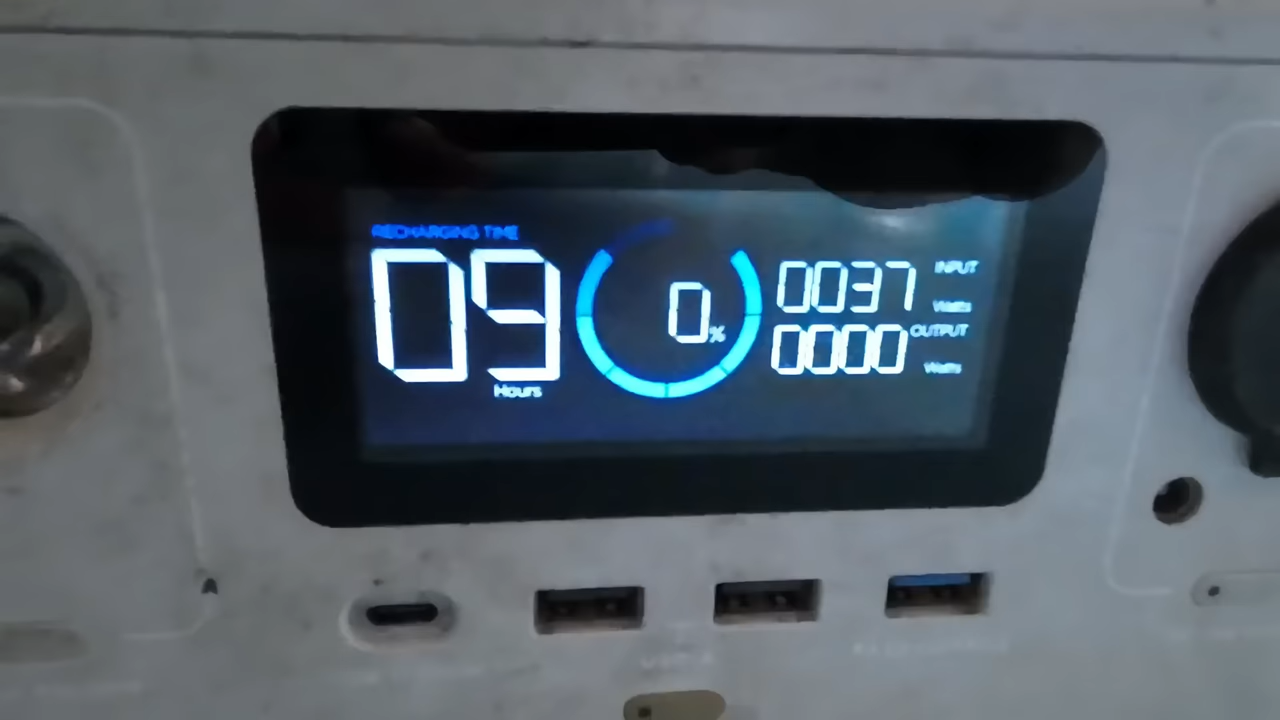 RECHARGING TIME
09
Hours
0%
0037
INPUT
Watts
0000
OUTPUT
Watts